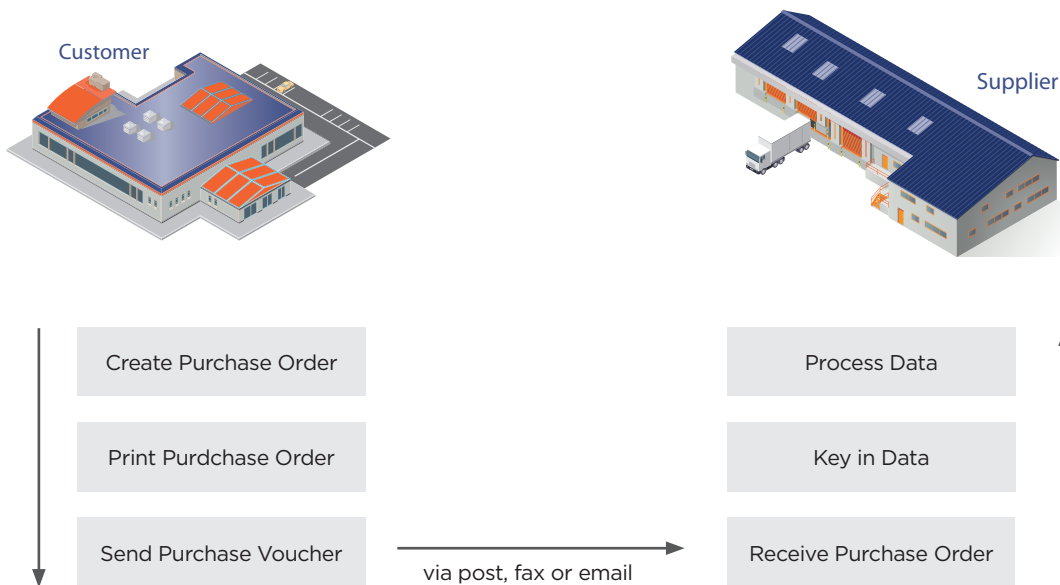 Customer
Supplier
Create Purchase Order
Process Data
Print Purdchase Order
Key in Data
Send Purchase Voucher
Receive Purchase Order
via post, fax or email